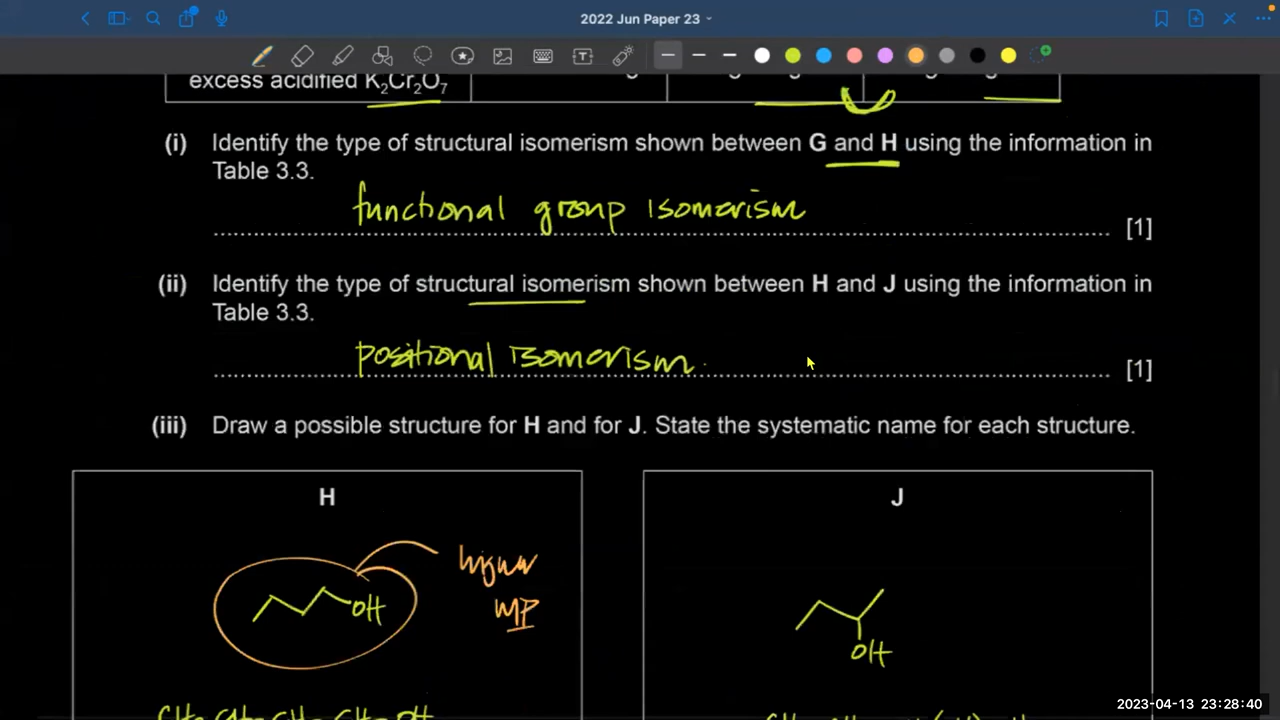 2022 Jun Paper 23
excess acidified K₂Cr₂O₇
(i) Identify the type of structural isomerism shown between G and H using the information in
Table 3.3.
functional group isomerism
[1]
(ii) Identify the type of structural isomerism shown between H and J using the information in
Table 3.3.
positional isomerism
[1]
(iii) Draw a possible structure for H and for J. State the systematic name for each structure.
H
J
higher
MP
OH
OH
2023-04-13 23:28:40